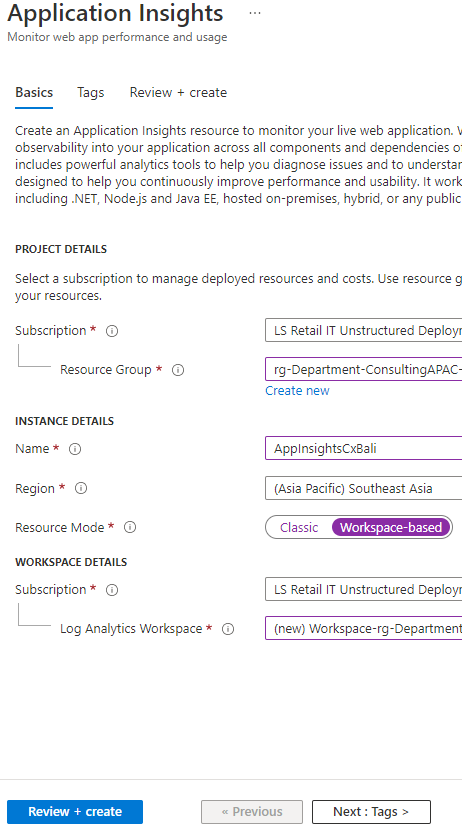 Application Insights ...
Monitor web app performance and usage
Basics Tags Review + create
Create an Application Insights resource to monitor your live web application.
observability into your application across all components and dependencies
includes powerful analytics tools to help you diagnose issues and to
designed to help you continuously improve performance and usability. It
including .NET, Node.js and Java EE, hosted on-premises, hybrid, or any public
PROJECT DETAILS
Select a subscription to manage deployed resources and costs. Use resource
your resources.
Subscription * LS Retail IT Unstructured
Resource Group * rg-Department-ConsultingAPAC-
Create new
INSTANCE DETAILS
Name * AppInsightsCxBali
Region * (Asia Pacific) Southeast Asia
Resource Mode * Classic Workspace-based
WORKSPACE DETAILS
Subscription * LS Retail IT Unstructured
Log Analytics Workspace * (new) Workspace-rg-Department
Review + create « Previous Next : Tags >